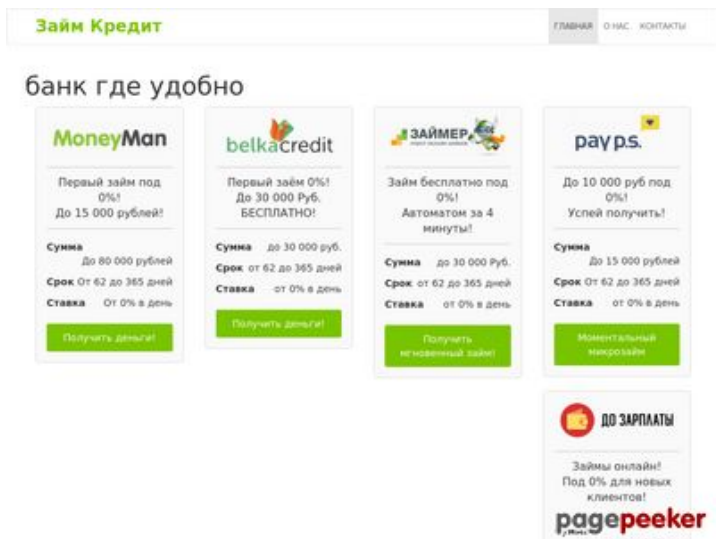 Займ Кредит
ГЛАВНАЯ О НАС. КОНТАКТЫ
банк где удобно
MoneyMan
Первый займ под
0%!
До 15 000 рублей!
Сумма
До 80 000 рублей
Срок От 62 до 365 дней
Ставка От 0% в день
Получить деньги!
belkacredit
Первый заём 0%!
До 30 000 Руб.
БЕСПЛАТНО!
Сумма до 30 000 руб.
Срок от 62 до 365 дней
Ставка от 0% в день
Получить деньги!
ЗАЙМЕР
Займ бесплатно под
0%!
Автоматом за 4
минуты!
Сумма до 30 000 Руб.
Срок от 62 до 365 дней
Ставка от 0% в день
Получить
мгновенный займ!
pay p.s.
До 10 000 руб под
0%!
Успей получить!
Сумма
До 15 000 рублей
Срок От 62 до 365 дней
Ставка от 0% в день
Моментальный
микрозайм
ДО ЗАРПЛАТЫ
Займы онлайн!
Под 0% для новых
клиентов!
pagepeeker